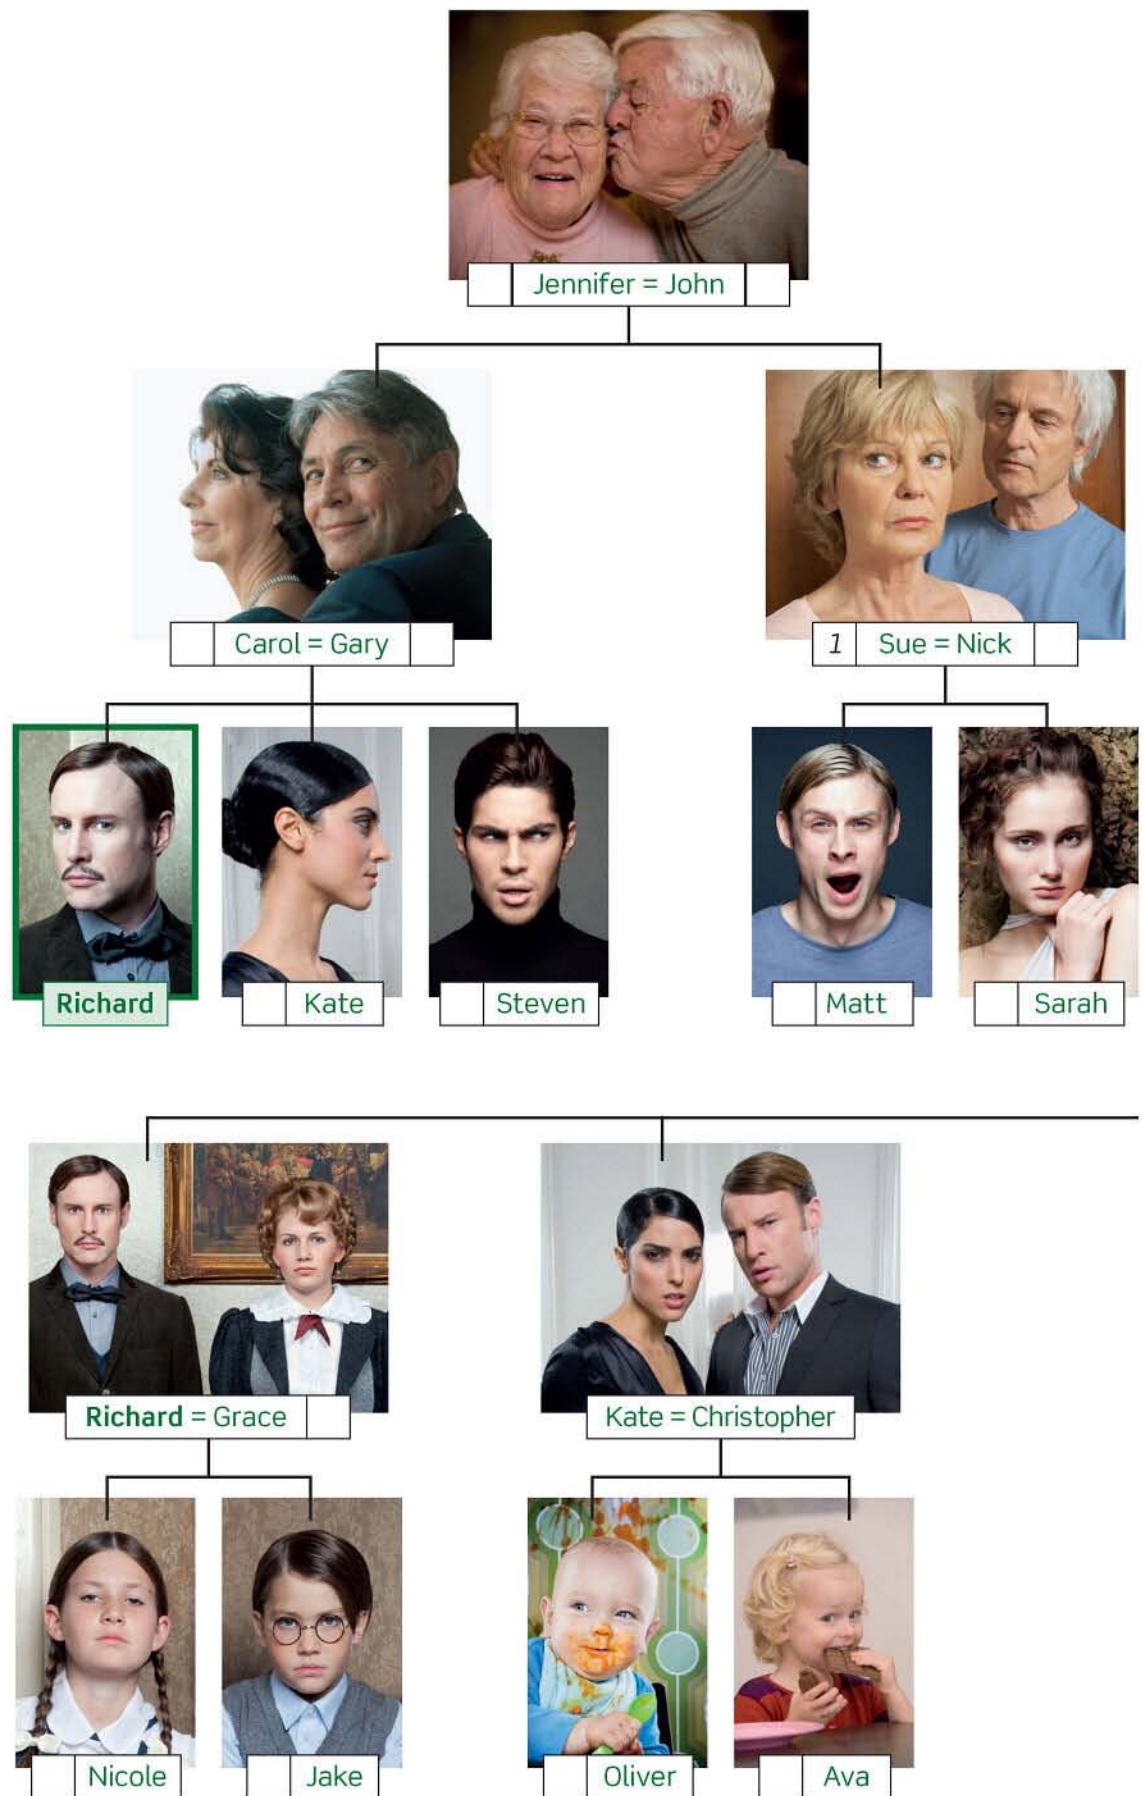 Jennifer = John
Carol = Gary
1 Sue = Nick
Richard
Kate
Steven
Matt
Sarah
Richard = Grace
Kate = Christopher
Nicole
Jake
Oliver
Ava